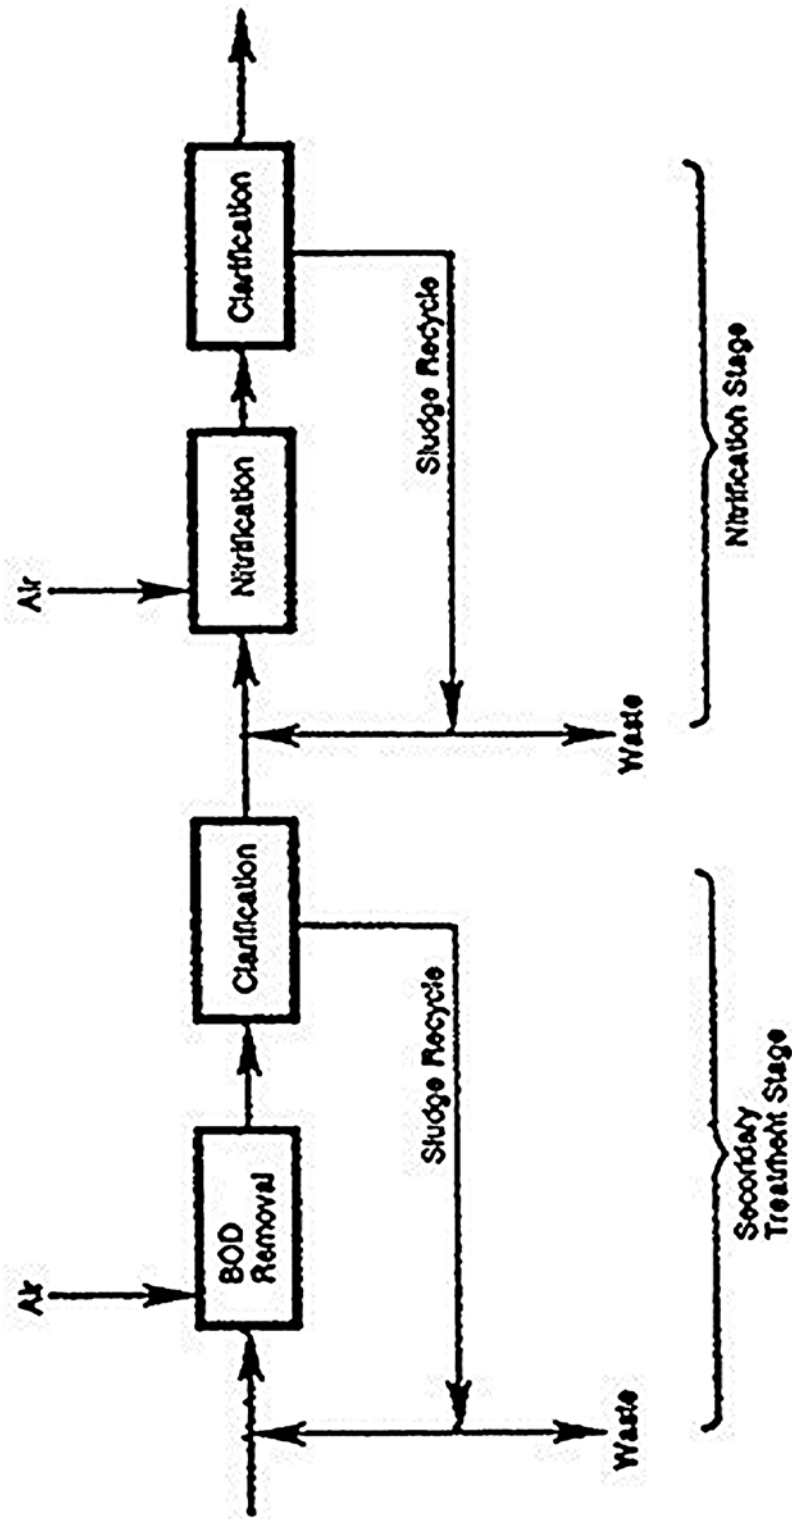 Air
BOD
Removal
Clarification
Sludge Recycle
Waste
Secondary
Treatment Stage
Air
Nitrification
Clarification
Sludge Recycle
Waste
Nitrification Stage